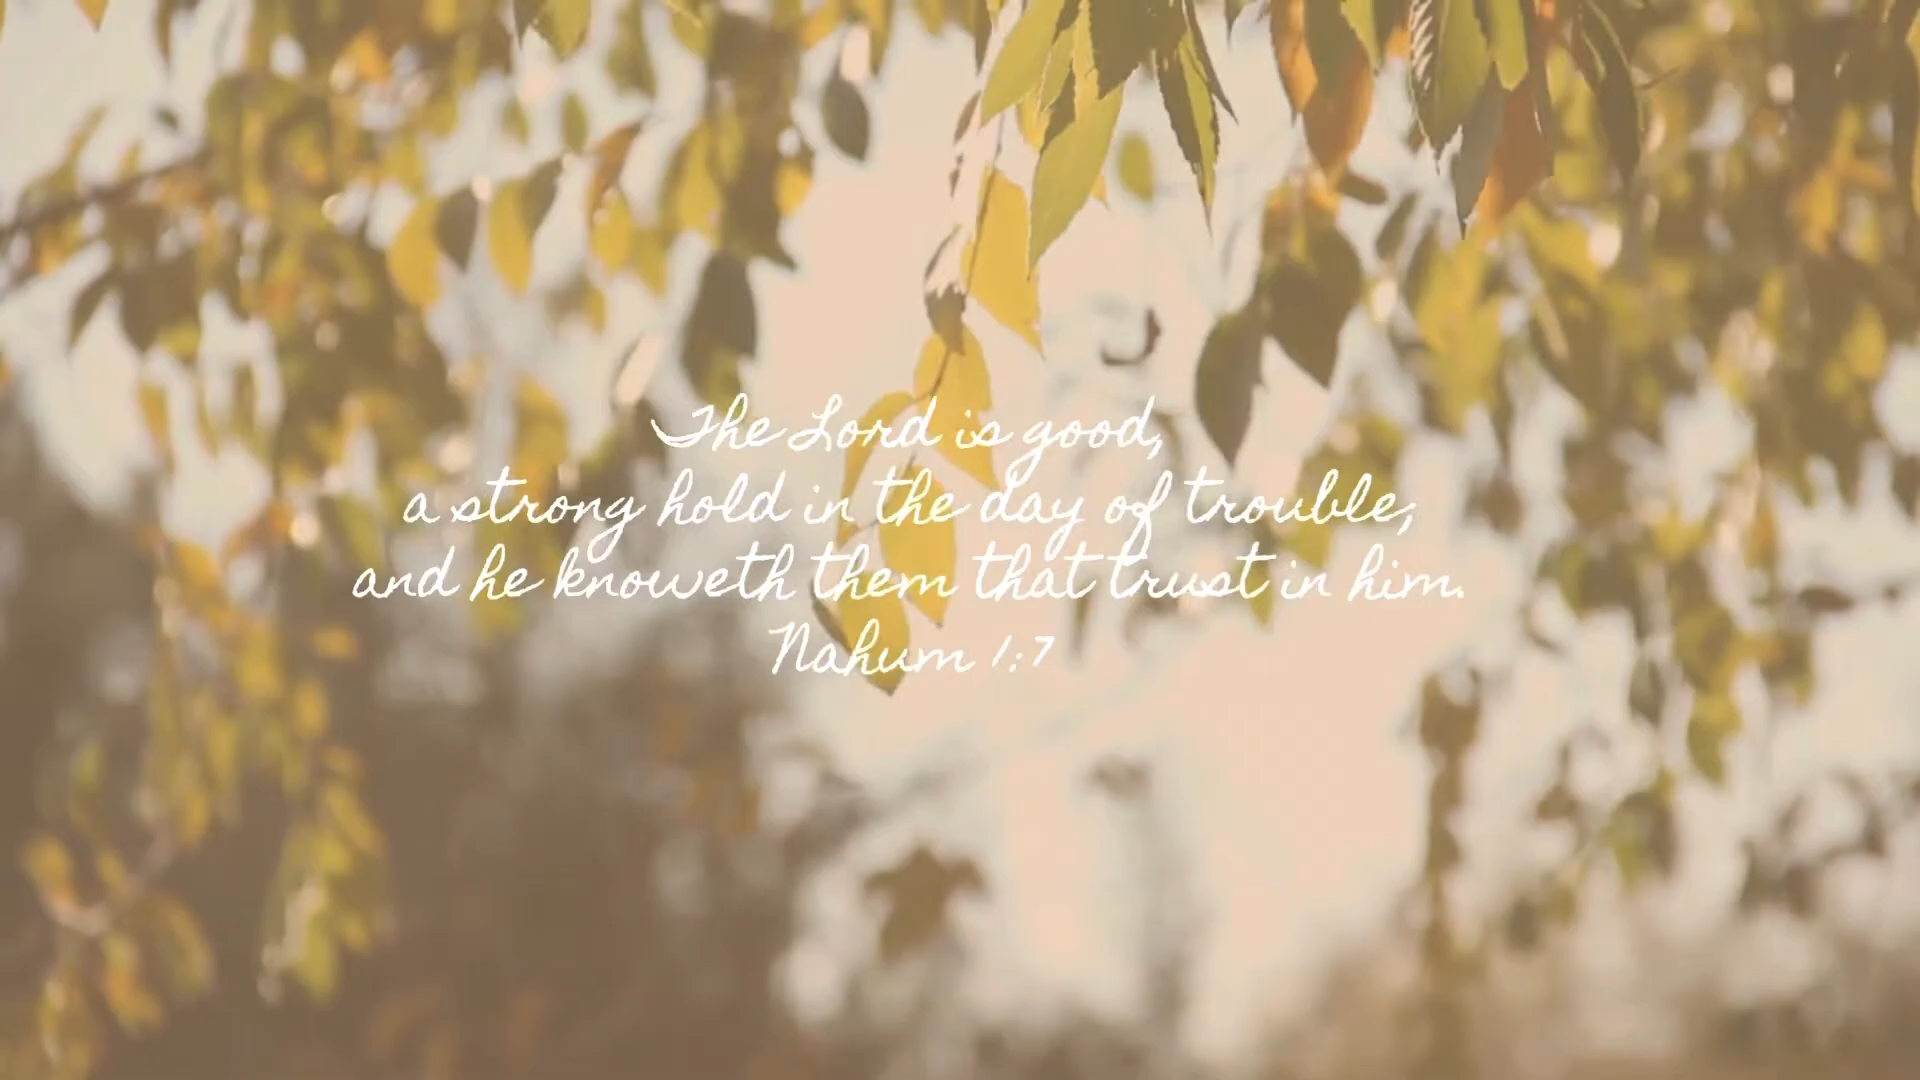 The Lord is good,
a strong hold in the day of trouble,
and he knoweth them that trust in him.
Nahum 1:7